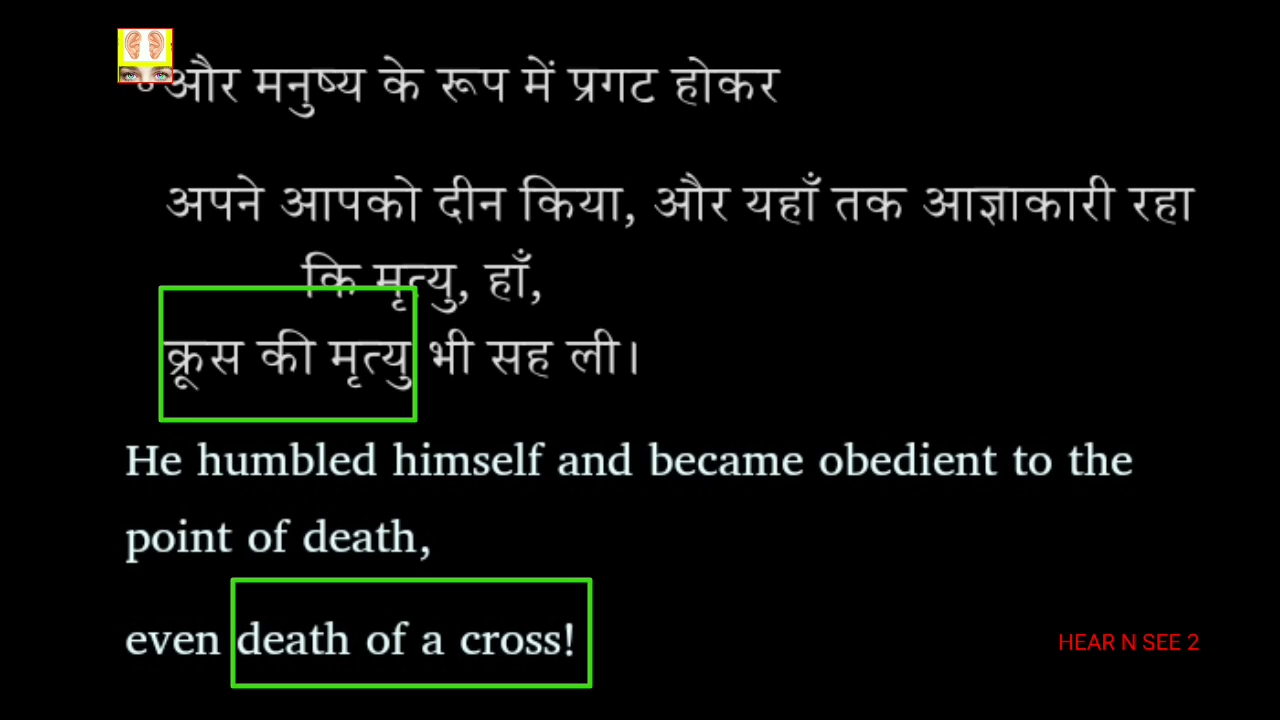 और मनुष्य के रूप में प्रगट होकर
अपने आपको दीन किया, और यहाँ तक आज्ञाकारी रहा
कि मृत्यु, हाँ,
क्रूस की मृत्यु भी सह ली।
He humbled himself and became obedient to the
point of death,
even death of a cross!
HEAR N SEE 2